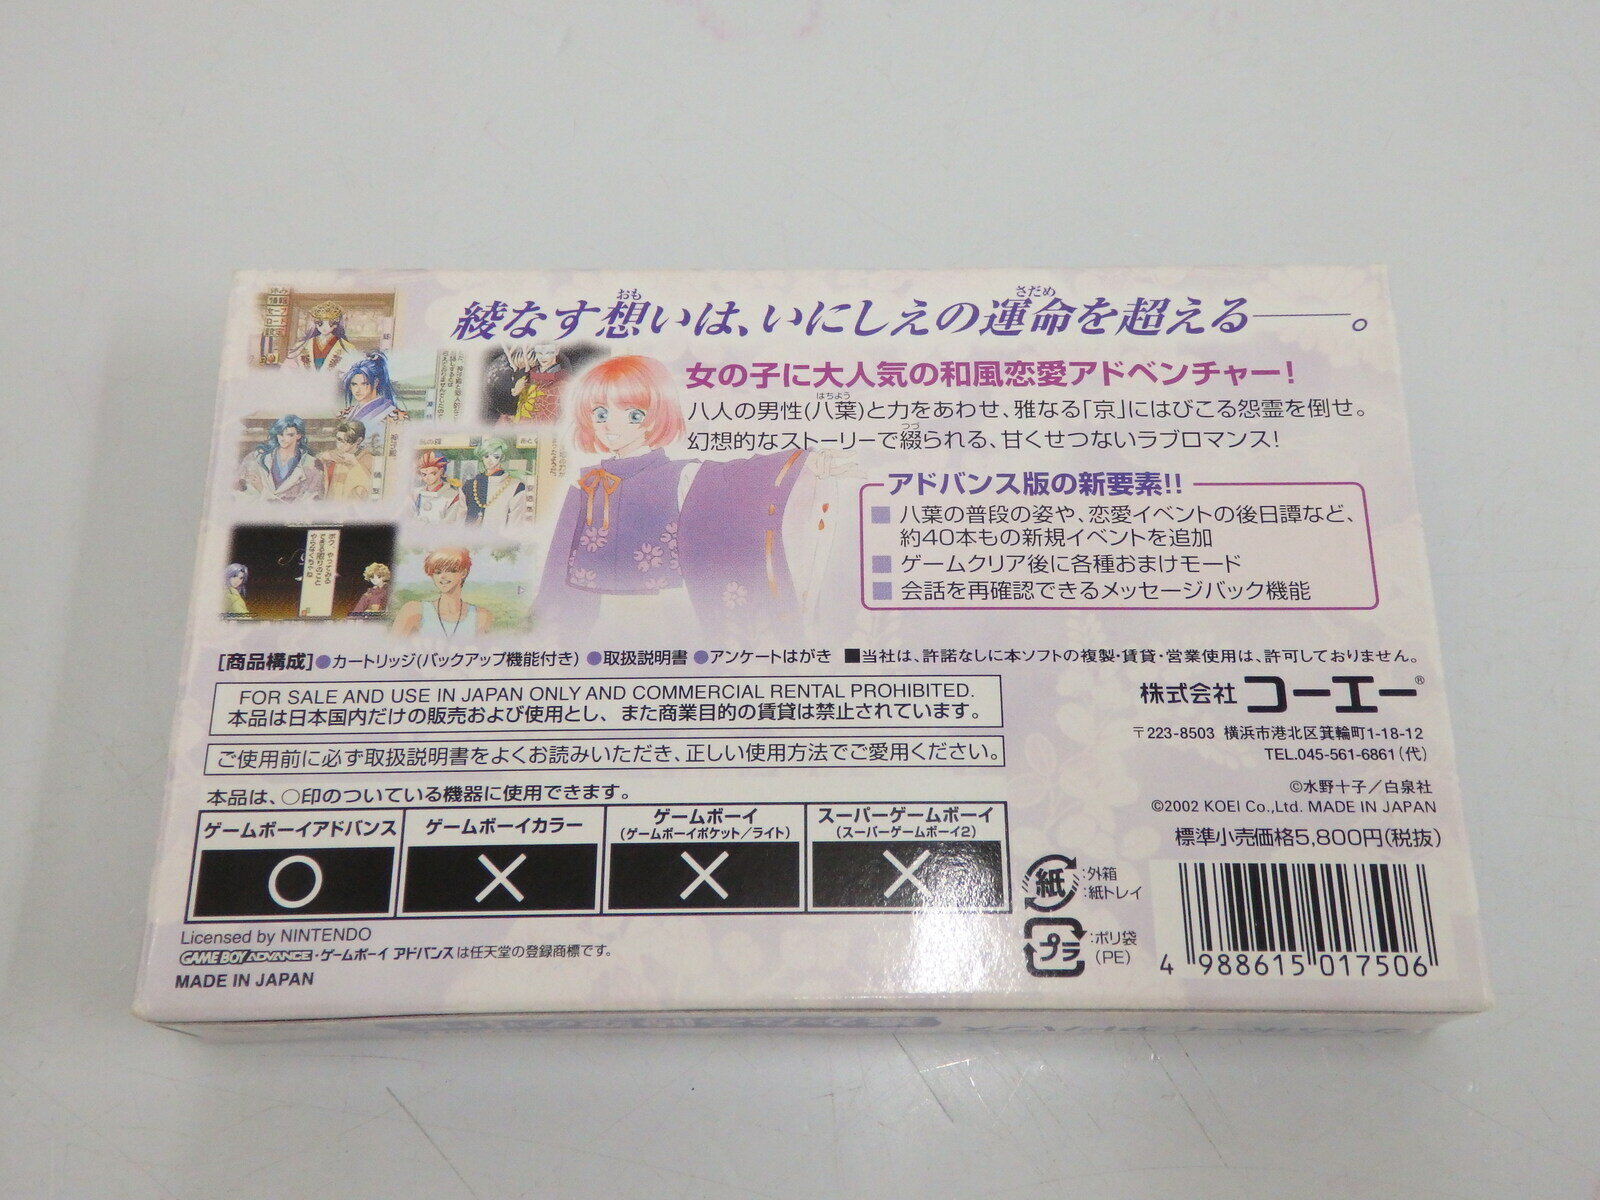 綾なす想いは、いにしえの運命を超える――。
おも
さだめ
女の子に大人気の和風恋愛アドベンチャー!
八人の男性(八葉)と力をあわせ、雅なる「京」にはびこる怨霊を倒せ。
はちよう
幻想的なストーリーで綴られる、甘くせつないラブロマンス!
つづ
アドバンス版の新要素!!
■ 八葉の普段の姿や、恋愛イベントの後日譚など、
約40本もの新規イベントを追加
■ ゲームクリア後に各種おまけモード
■ 会話を再確認できるメッセージバック機能
[商品構成]●カートリッジ(バックアップ機能付き) ●取扱説明書 ●アンケートはがき ■当社は、許諾なしに本ソフトの複製・賃貸・営業使用は、許可しておりません。
FOR SALE AND USE IN JAPAN ONLY AND COMMERCIAL RENTAL PROHIBITED.
本品は日本国内だけの販売および使用とし、また商業目的の賃貸は禁止されています。
ご使用前に必ず取扱説明書をよくお読みいただき、正しい使用方法でご愛用ください。
株式会社 コーエー®
〒223-8503 横浜市港北区箕輪町1-18-12
TEL.045-561-6861(代)
©水野十子/白泉社
©2002 KOEI Co.,Ltd. MADE IN JAPAN
標準小売価格5,800円(税抜)
本品は、○印のついている機器に使用できます。
ゲームボーイアドバンス
ゲームボーイカラー
ゲームボーイ
(ゲームボーイポケット/ライト)
スーパーゲームボーイ
(スーパーゲームボーイ2)
○ × × ×
紙 :外箱
:紙トレイ
プラ :ポリ袋
(PE)
4 988615 017506
Licensed by NINTENDO
GAME BOY ADVANCE・ゲームボーイ アドバンスは任天堂の登録商標です。
MADE IN JAPAN